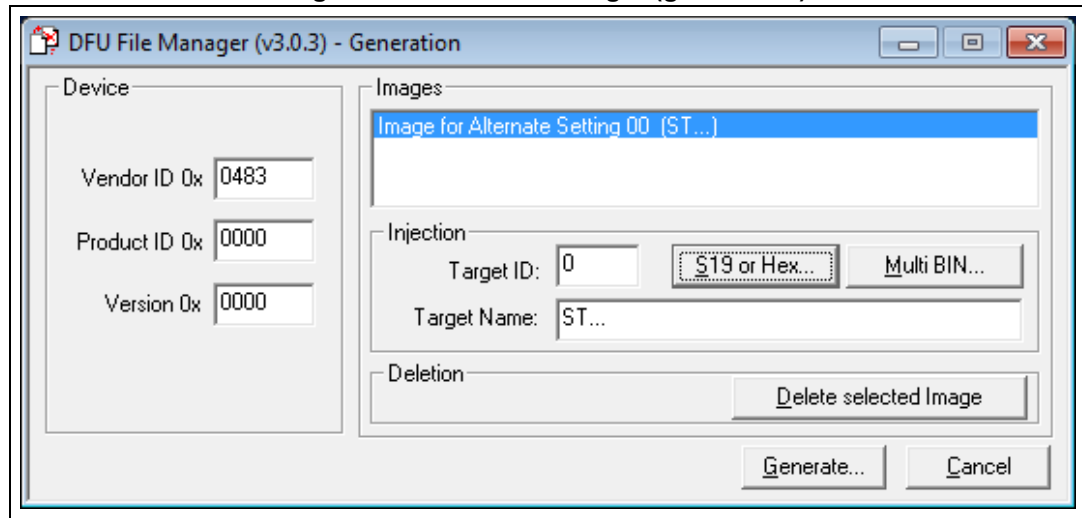 DFU File Manager (v3.0.3) - Generation
Device
Vendor ID 0x 0483
Product ID 0x 0000
Version 0x 0000
Images
Image for Alternate Setting 00 (ST...)
Injection
Target ID: 0 S19 or Hex... Multi BIN...
Target Name: ST...
Deletion
Delete selected Image
Generate... Cancel